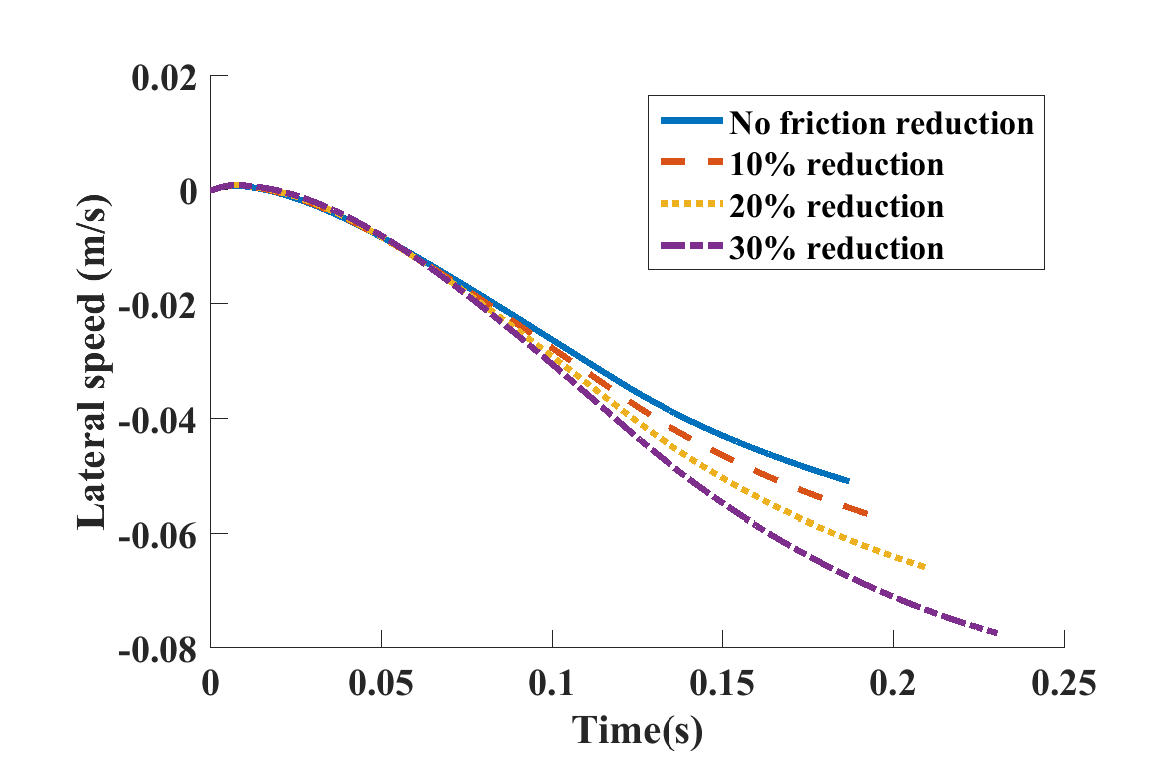 0.02
0
-0.02
-0.04
-0.06
-0.08
Lateral speed (m/s)
No friction reduction
10% reduction
20% reduction
30% reduction
0
0.05
0.1
0.15
0.2
0.25
Time(s)